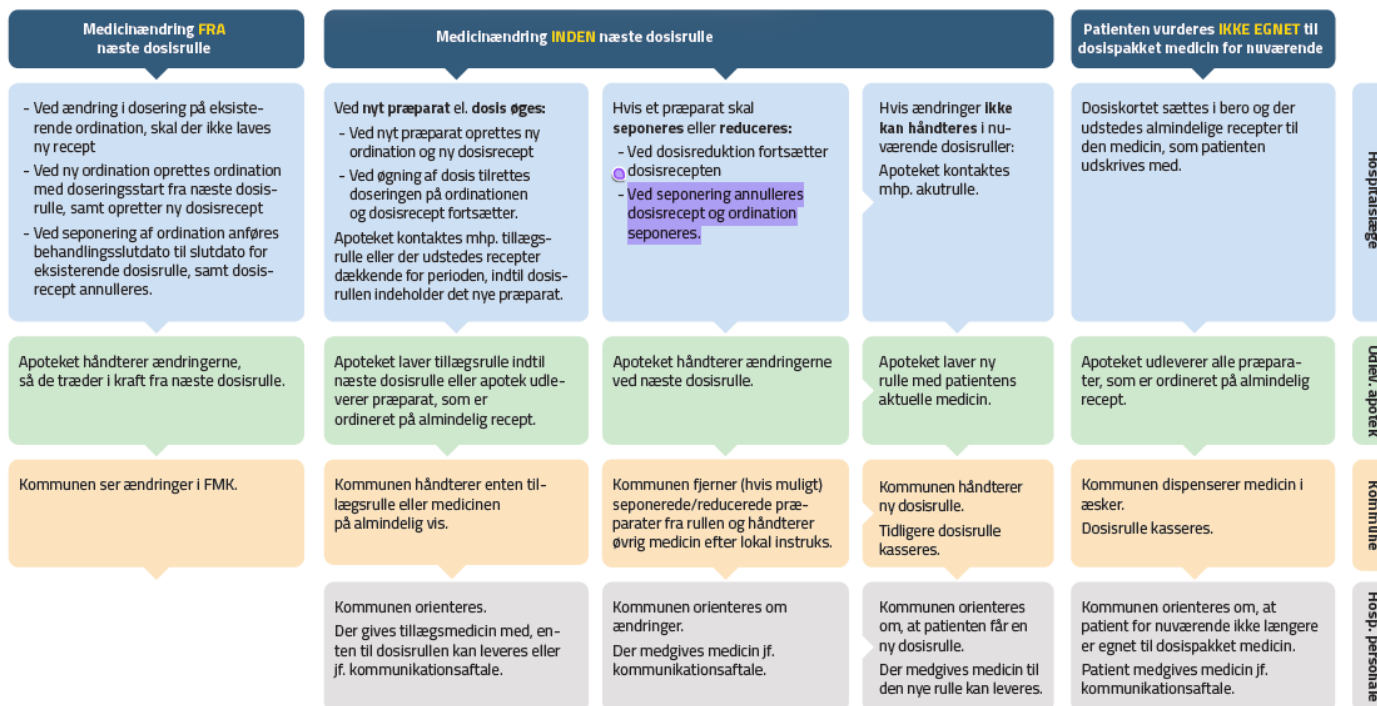 Medicinændring FRA
næste dosisrulle
Medicinændring INDEN næste dosisrulle
Patienten vurderes IKKE EGNET til
dosispakket medicin for nuværende
- Ved ændring i dosering på eksiste-
rende ordination, skal der ikke laves
ny recept
- Ved ny ordination oprettes ordination
med doseringsstart fra næste dosis-
rulle, samt opretter ny dosisrecept
- Ved seponering af ordination anføres
behandlingsslutdato til slutdato for
eksisterende dosisrulle, samt dosis-
recept annulleres.
Ved nyt præparat el. dosis øges:
- Ved nyt præparat oprettes ny
ordination og ny dosisrecept
- Ved øgning af dosis tilrettes
doseringen på ordinationen
og dosisrecept fortsætter.
Apoteket kontaktes mhp. tillægs-
rulle eller der udstedes recepter
dækkende for perioden, indtil dosis-
rullen indeholder det nye præparat.
Hvis et præparat skal
seponeres eller reduceres:
- Ved dosisreduktion fortsætter
dosisrecepten
- Ved seponering annulleres
dosisrecept og ordination
seponeres.
Hvis ændringer ikke
kan håndteres i nu-
værende dosisruller:
Apoteket kontaktes
mhp. akutrulle.
Dosiskortet sættes i bero og der
udstedes almindelige recepter til
den medicin, som patienten
udskrives med.
Hospitalslæge
Apoteket håndterer ændringerne,
så de træder i kraft fra næste dosisrulle.
Apoteket laver tillægsrulle indtil
næste dosisrulle eller apotek udle-
verer præparat, som er
ordineret på almindelig recept.
Apoteket håndterer ændringerne
ved næste dosisrulle.
Apoteket laver ny
rulle med patientens
aktuelle medicin.
Apoteket udleverer alle præpara-
ter, som er ordineret på almindelig
recept.
Udlev. apotek
Kommunen ser ændringer i FMK.
Kommunen håndterer enten til-
lægsrulle eller medicinen
på almindelig vis.
Kommunen fjerner (hvis muligt)
seponerede/reducerede præ-
parater fra rullen og håndterer
øvrig medicin efter lokal instruks.
Kommunen håndterer
ny dosisrulle.
Tidligere dosisrulle
kasseres.
Kommunen dispenserer medicin i
æsker.
Dosisrulle kasseres.
Kommune
Kommunen orienteres.
Der gives tillægsmedicin med, en-
ten til dosisrullen kan leveres eller
jf. kommunikationsaftale.
Kommunen orienteres om
ændringer.
Der medgives medicin jf.
kommunikationsaftale.
Kommunen orienteres
om, at patienten får en
ny dosisrulle.
Der medgives medicin til
den nye rulle kan leveres.
Kommunen orienteres om, at
patient for nuværende ikke længere
er egnet til dosispakket medicin.
Patient medgives medicin jf.
kommunikationsaftale.
Hosp. personale